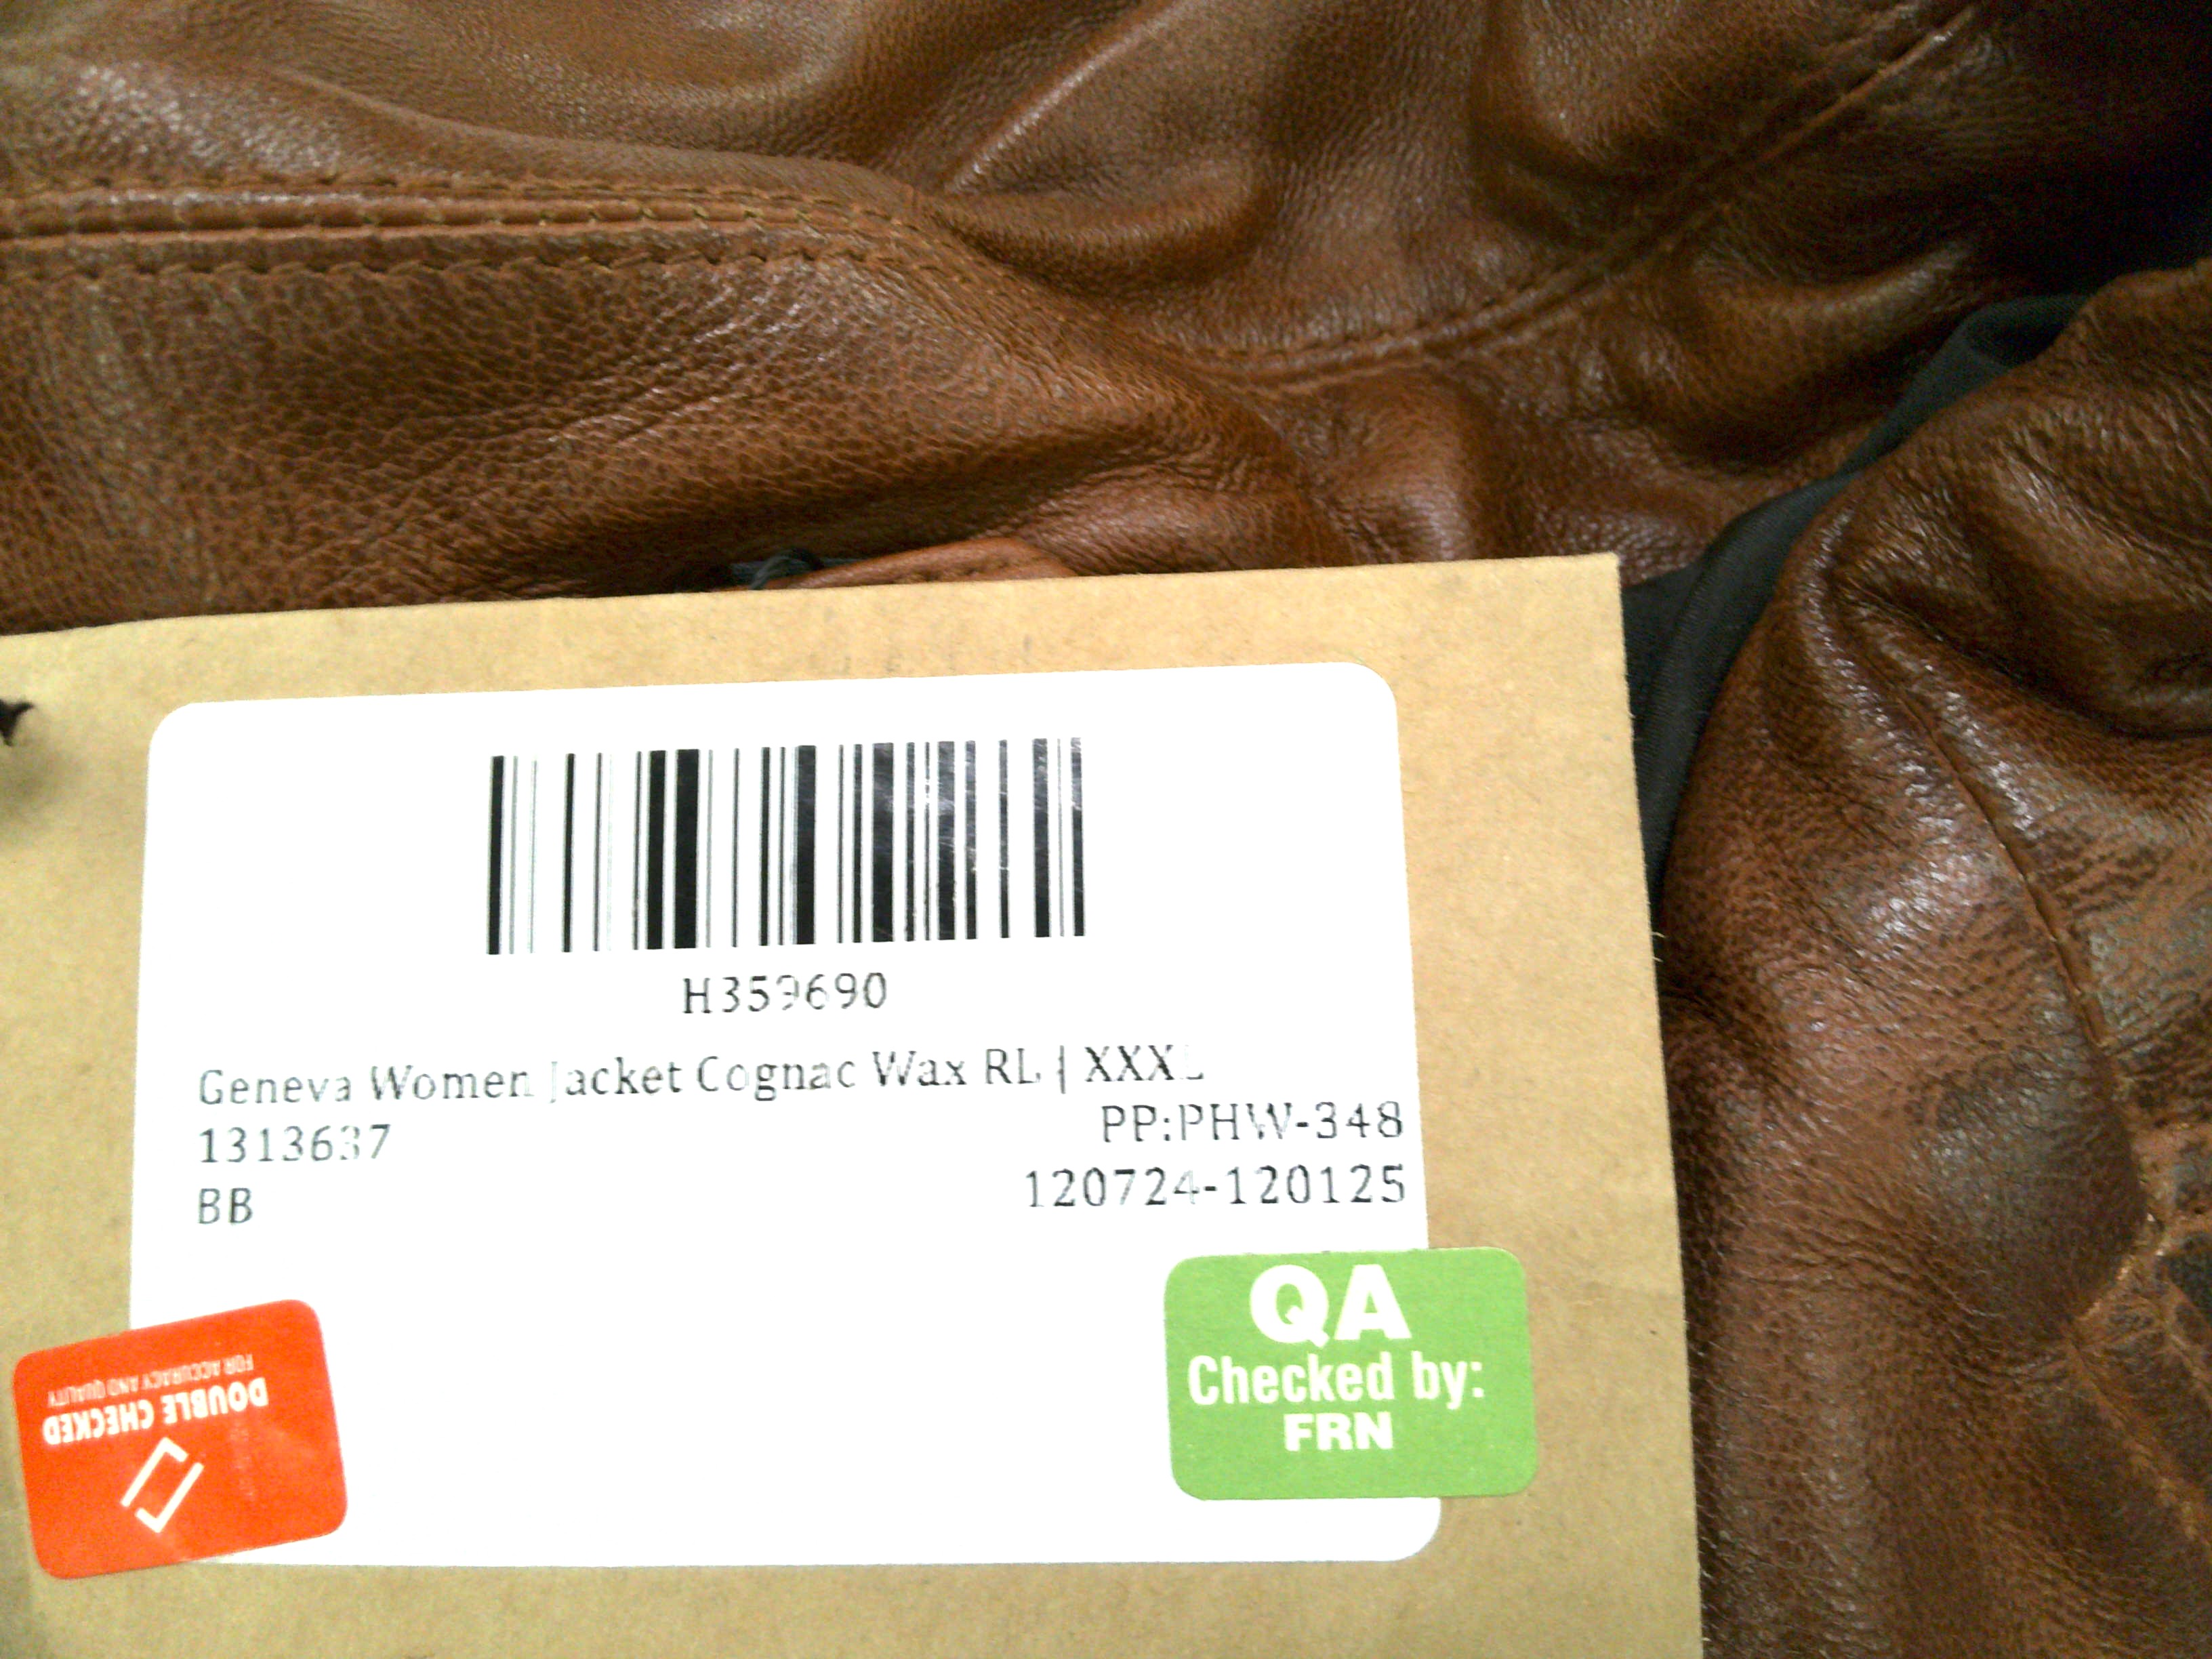 H359690
Geneva Women Jacket Cognac Wax RL | XXXL
1313637
PP:PHW-348
BB
120724-120125
QA
Checked by:
FRN
DOUBLE CHECKED
FOR ACCURACY AND QUALITY